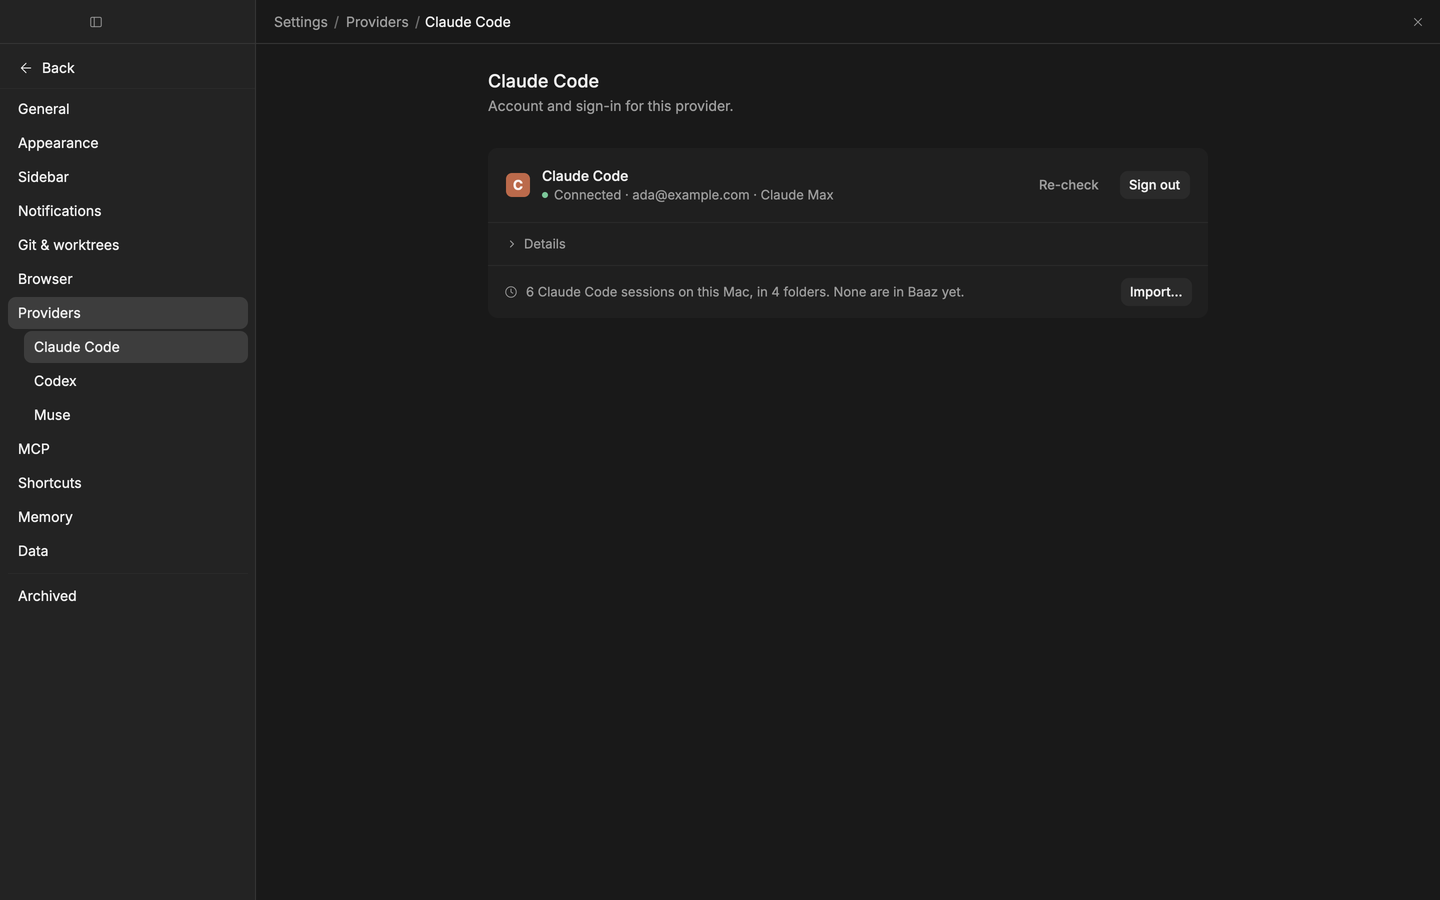 Settings / Providers / Claude Code
Back
General
Appearance
Sidebar
Notifications
Git & worktrees
Browser
Providers
Claude Code
Codex
Muse
MCP
Shortcuts
Memory
Data
Archived
Claude Code
Account and sign-in for this provider.
C
Claude Code
Connected · ada@example.com · Claude Max
Re-check
Sign out
Details
6 Claude Code sessions on this Mac, in 4 folders. None are in Baaz yet.
Import...